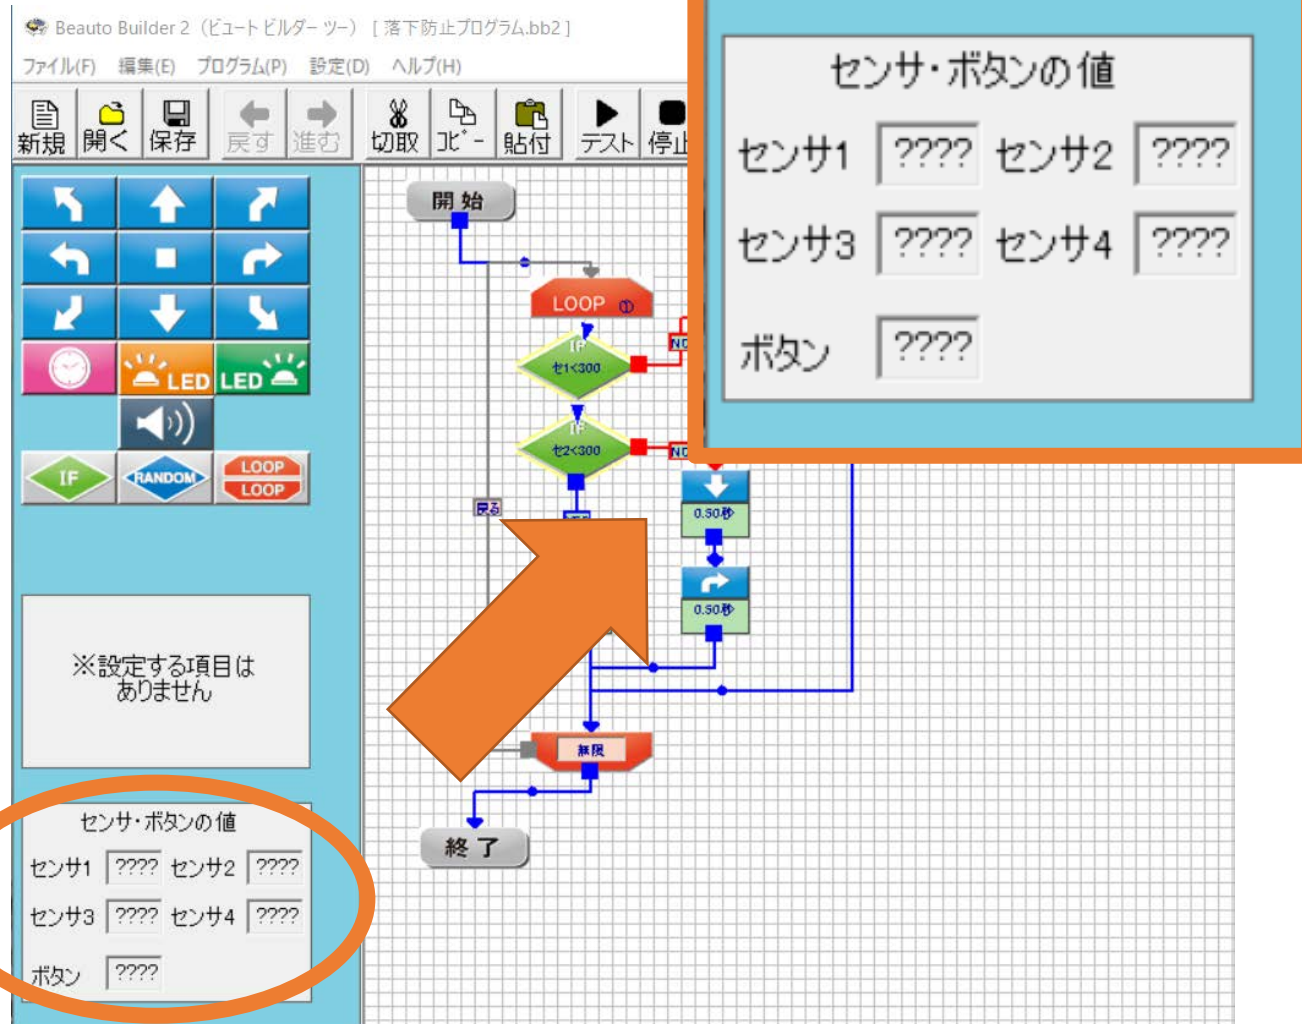 Beauto Builder 2（ビュート ビルダー ツー） [ 落下防止プログラム.bb2 ]
ファイル(F) 編集(E) プログラム(P) 設定(D) ヘルプ(H)
新規 開く 保存 戻す 進む 切取 コピー 貼付 テスト 停止
センサ・ボタンの値
センサ1 ???? センサ2 ????
センサ3 ???? センサ4 ????
ボタン ????
LED LED
IF RANDOM LOOP
LOOP
※設定する項目は
ありません
センサ・ボタンの値
センサ1 ???? センサ2 ????
センサ3 ???? センサ4 ????
ボタン ????
開始
LOOP ①
IF
セ1<300
NO
IF
セ2<300
NO
戻る
0.50秒
0.50秒
無限
終了